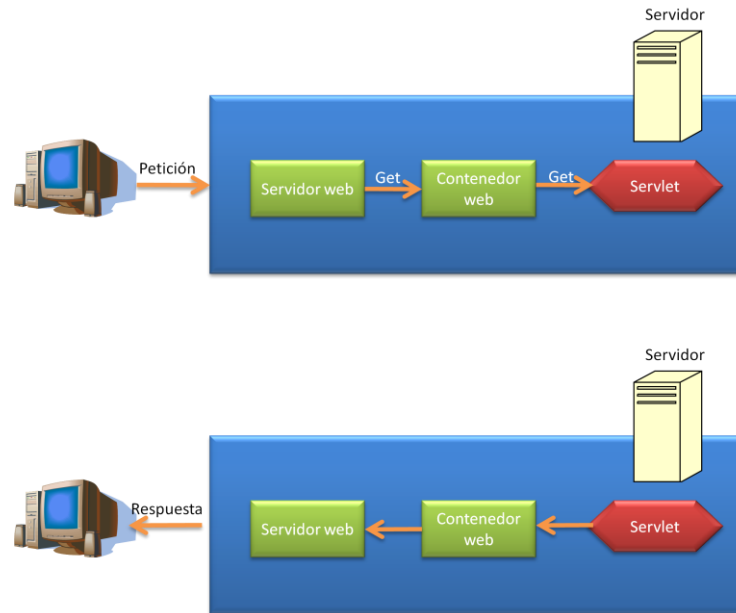 Servidor
Petición
Servidor web
Get
Contenedor
web
Get
Servlet
Servidor
Respuesta
Servidor web
Contenedor
web
Servlet